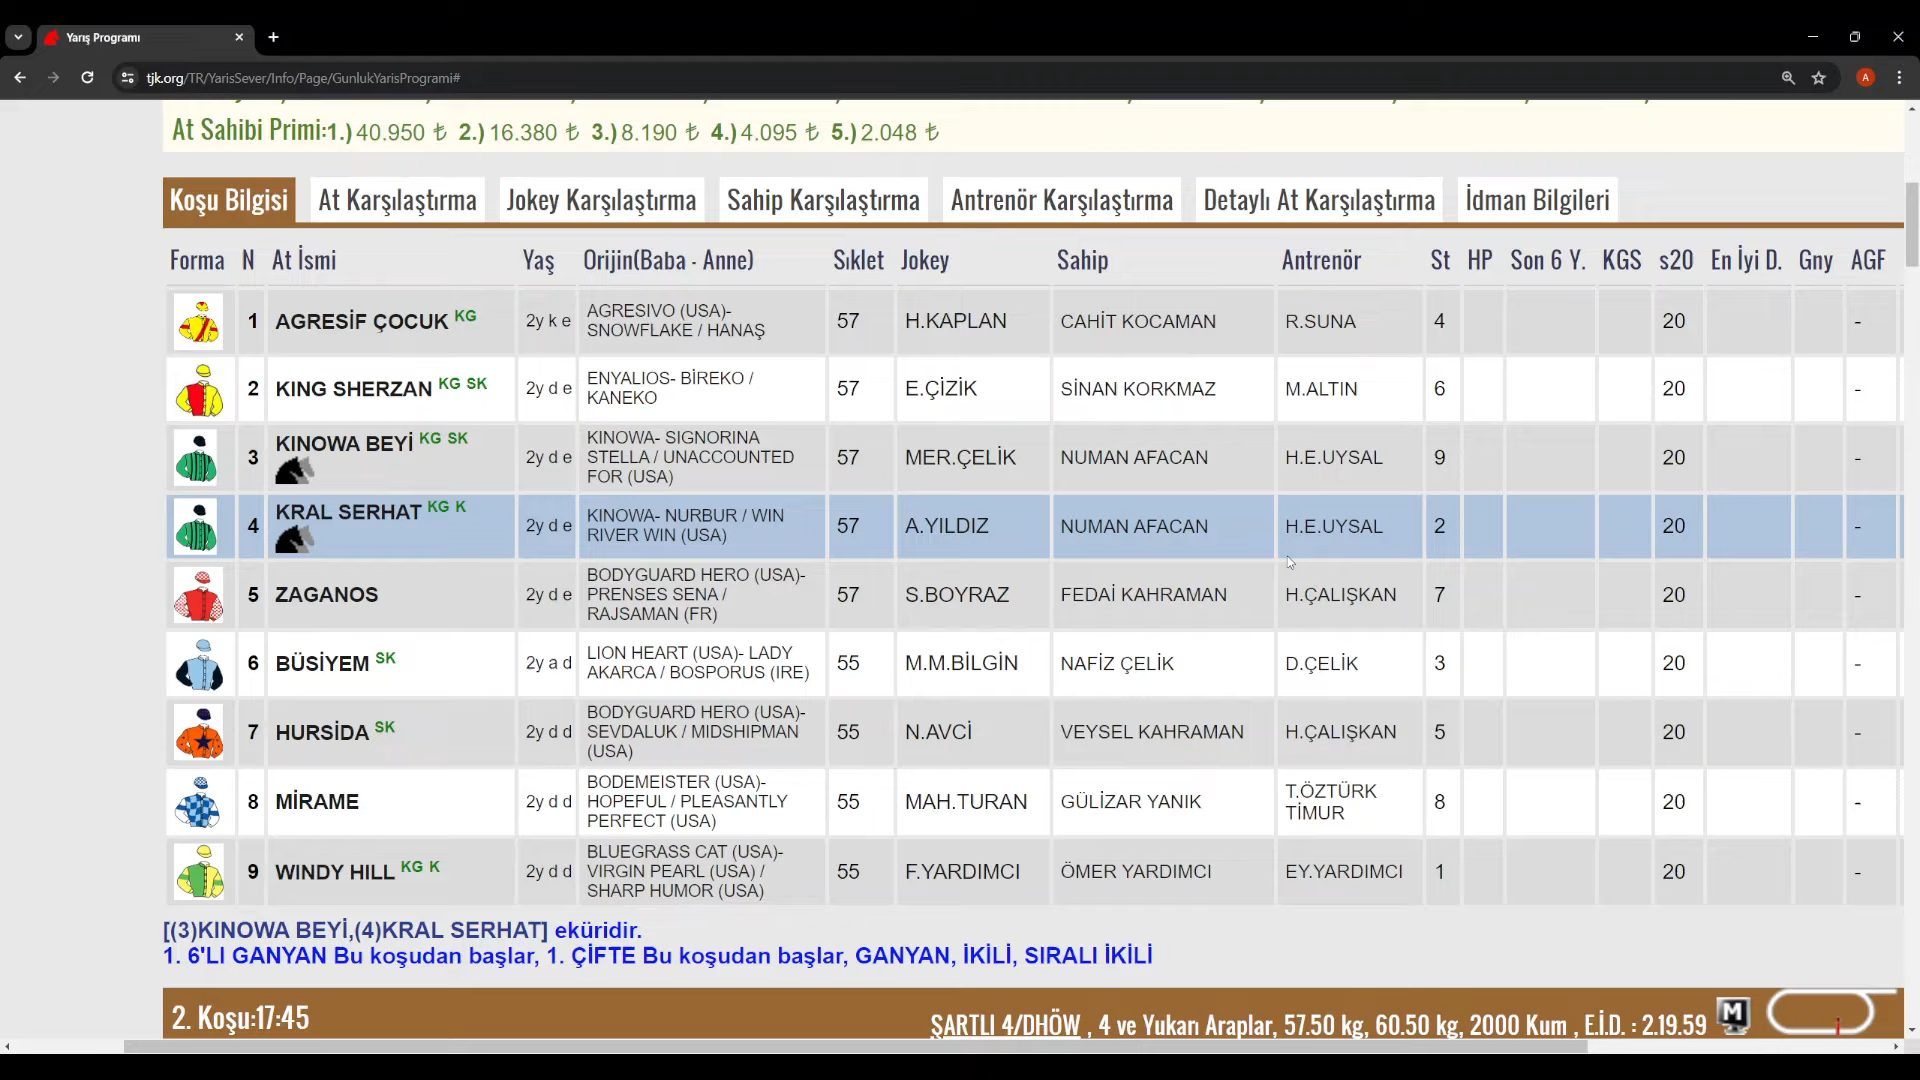 Yarış Programı
tjk.org/TR/YarisSever/Info/Page/GunlukYarisProgrami#
A
At Sahibi Primi:1.) 40.950 ₺ 2.) 16.380 ₺ 3.) 8.190 ₺ 4.) 4.095 ₺ 5.) 2.048 ₺
Koşu Bilgisi At Karşılaştırma Jokey Karşılaştırma Sahip Karşılaştırma Antrenör Karşılaştırma Detaylı At Karşılaştırma İdman Bilgileri
Forma N At İsmi Yaş Orijin(Baba - Anne) Sıklet Jokey Sahip Antrenör St HP Son 6 Y. KGS s20 En İyi D. Gny AGF
1 AGRESİF ÇOCUK KG 2y k e AGRESIVO (USA)- SNOWFLAKE / HANAŞ 57 H.KAPLAN CAHİT KOCAMAN R.SUNA 4 20 -
2 KING SHERZAN KG SK 2y d e ENYALIOS- BİREKO / KANEKO 57 E.ÇİZİK SİNAN KORKMAZ M.ALTIN 6 20 -
3 KINOWA BEYİ KG SK 2y d e KINOWA- SIGNORINA STELLA / UNACCOUNTED FOR (USA) 57 MER.ÇELİK NUMAN AFACAN H.E.UYSAL 9 20 -
4 KRAL SERHAT KG K 2y d e KINOWA- NURBUR / WIN RIVER WIN (USA) 57 A.YILDIZ NUMAN AFACAN H.E.UYSAL 2 20 -
5 ZAGANOS 2y d e BODYGUARD HERO (USA)- PRENSES SENA / RAJSAMAN (FR) 57 S.BOYRAZ FEDAİ KAHRAMAN H.ÇALIŞKAN 7 20 -
6 BÜSİYEM SK 2y a d LION HEART (USA)- LADY AKARCA / BOSPORUS (IRE) 55 M.M.BİLGİN NAFİZ ÇELİK D.ÇELİK 3 20 -
7 HURSİDA SK 2y d d BODYGUARD HERO (USA)- SEVDALUK / MIDSHIPMAN (USA) 55 N.AVCİ VEYSEL KAHRAMAN H.ÇALIŞKAN 5 20 -
8 MİRAME 2y d d BODEMEISTER (USA)- HOPEFUL / PLEASANTLY PERFECT (USA) 55 MAH.TURAN GÜLİZAR YANIK T.ÖZTÜRK TİMUR 8 20 -
9 WINDY HILL KG K 2y d d BLUEGRASS CAT (USA)- VIRGIN PEARL (USA) / SHARP HUMOR (USA) 55 F.YARDIMCI ÖMER YARDIMCI EY.YARDIMCI 1 20 -
[(3)KINOWA BEYİ,(4)KRAL SERHAT] eküridir.
1. 6'LI GANYAN Bu koşudan başlar, 1. ÇİFTE Bu koşudan başlar, GANYAN, İKİLİ, SIRALI İKİLİ
2. Koşu:17:45 ŞARTLI 4/DHÖW , 4 ve Yukarı Araplar, 57.50 kg, 60.50 kg, 2000 Kum , E.İ.D. : 2.19.59 M